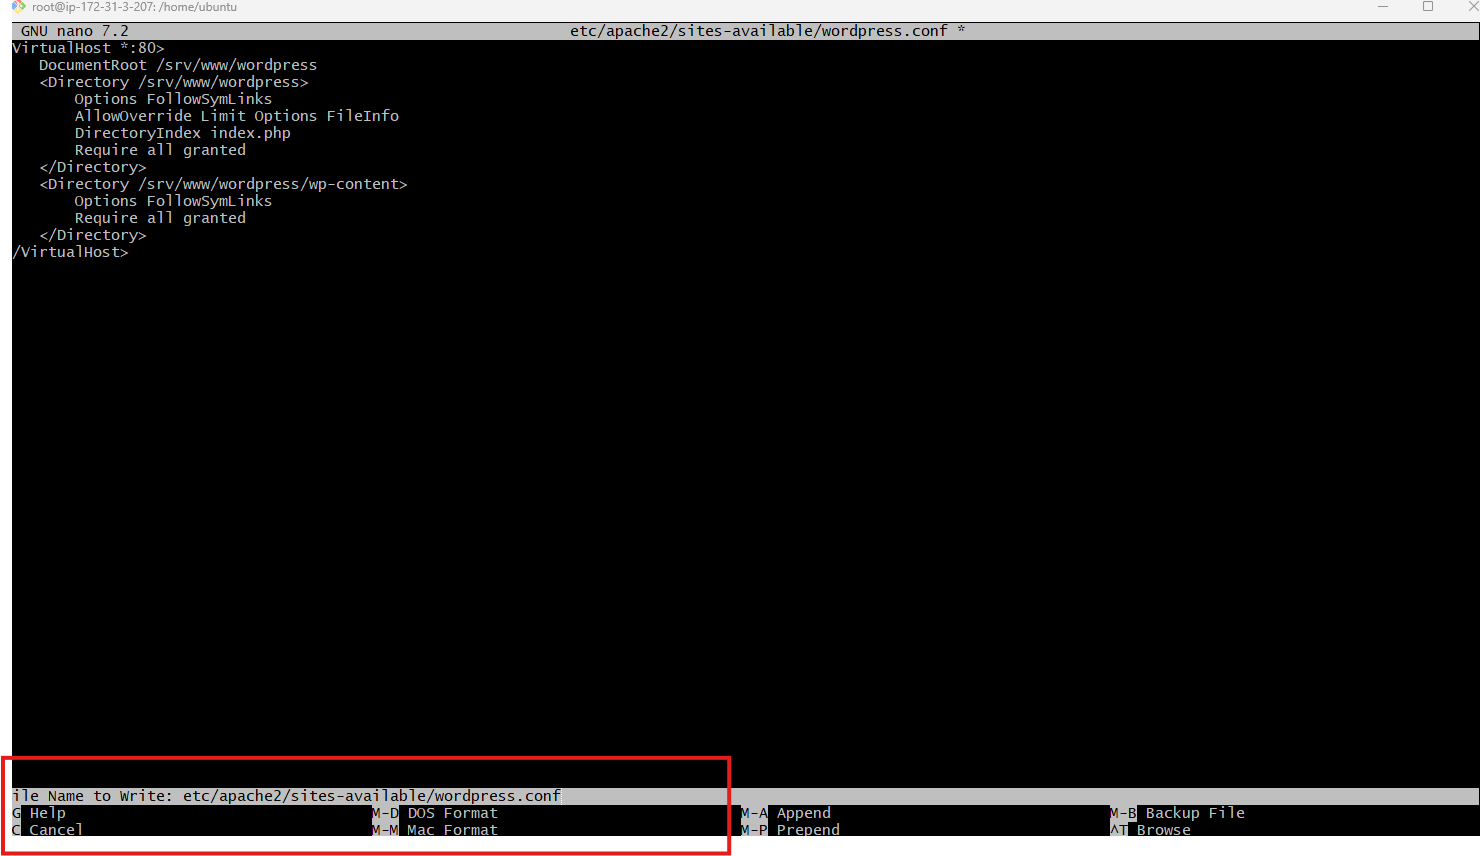 root@ip-172-31-3-207: /home/ubuntu
GNU nano 7.2 etc/apache2/sites-available/wordpress.conf *
VirtualHost *:80>
DocumentRoot /srv/www/wordpress
<Directory /srv/www/wordpress>
Options FollowSymLinks
AllowOverride Limit Options FileInfo
DirectoryIndex index.php
Require all granted
</Directory>
<Directory /srv/www/wordpress/wp-content>
Options FollowSymLinks
Require all granted
</Directory>
/VirtualHost>
ile Name to Write: etc/apache2/sites-available/wordpress.conf
G Help M-D DOS Format M-A Append M-B Backup File
C Cancel M-M Mac Format M-P Prepend ^T Browse